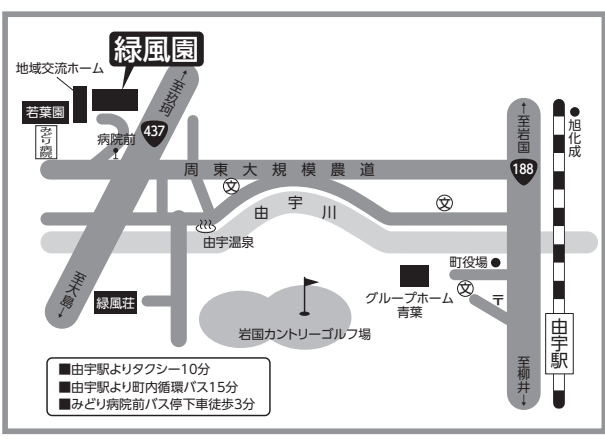 緑風園
地域交流ホーム
若葉園
みどり病院
病院前
←至玖珂
437
←至岩国
旭化成
周東大規模農道
188
文
文
由宇川
由宇温泉
町役場
至大島→
緑風荘
グループホーム
青葉
文
〒
岩国カントリーゴルフ場
由宇駅
至柳井→
■由宇駅よりタクシー10分
■由宇駅より町内循環バス15分
■みどり病院前バス停下車徒歩3分